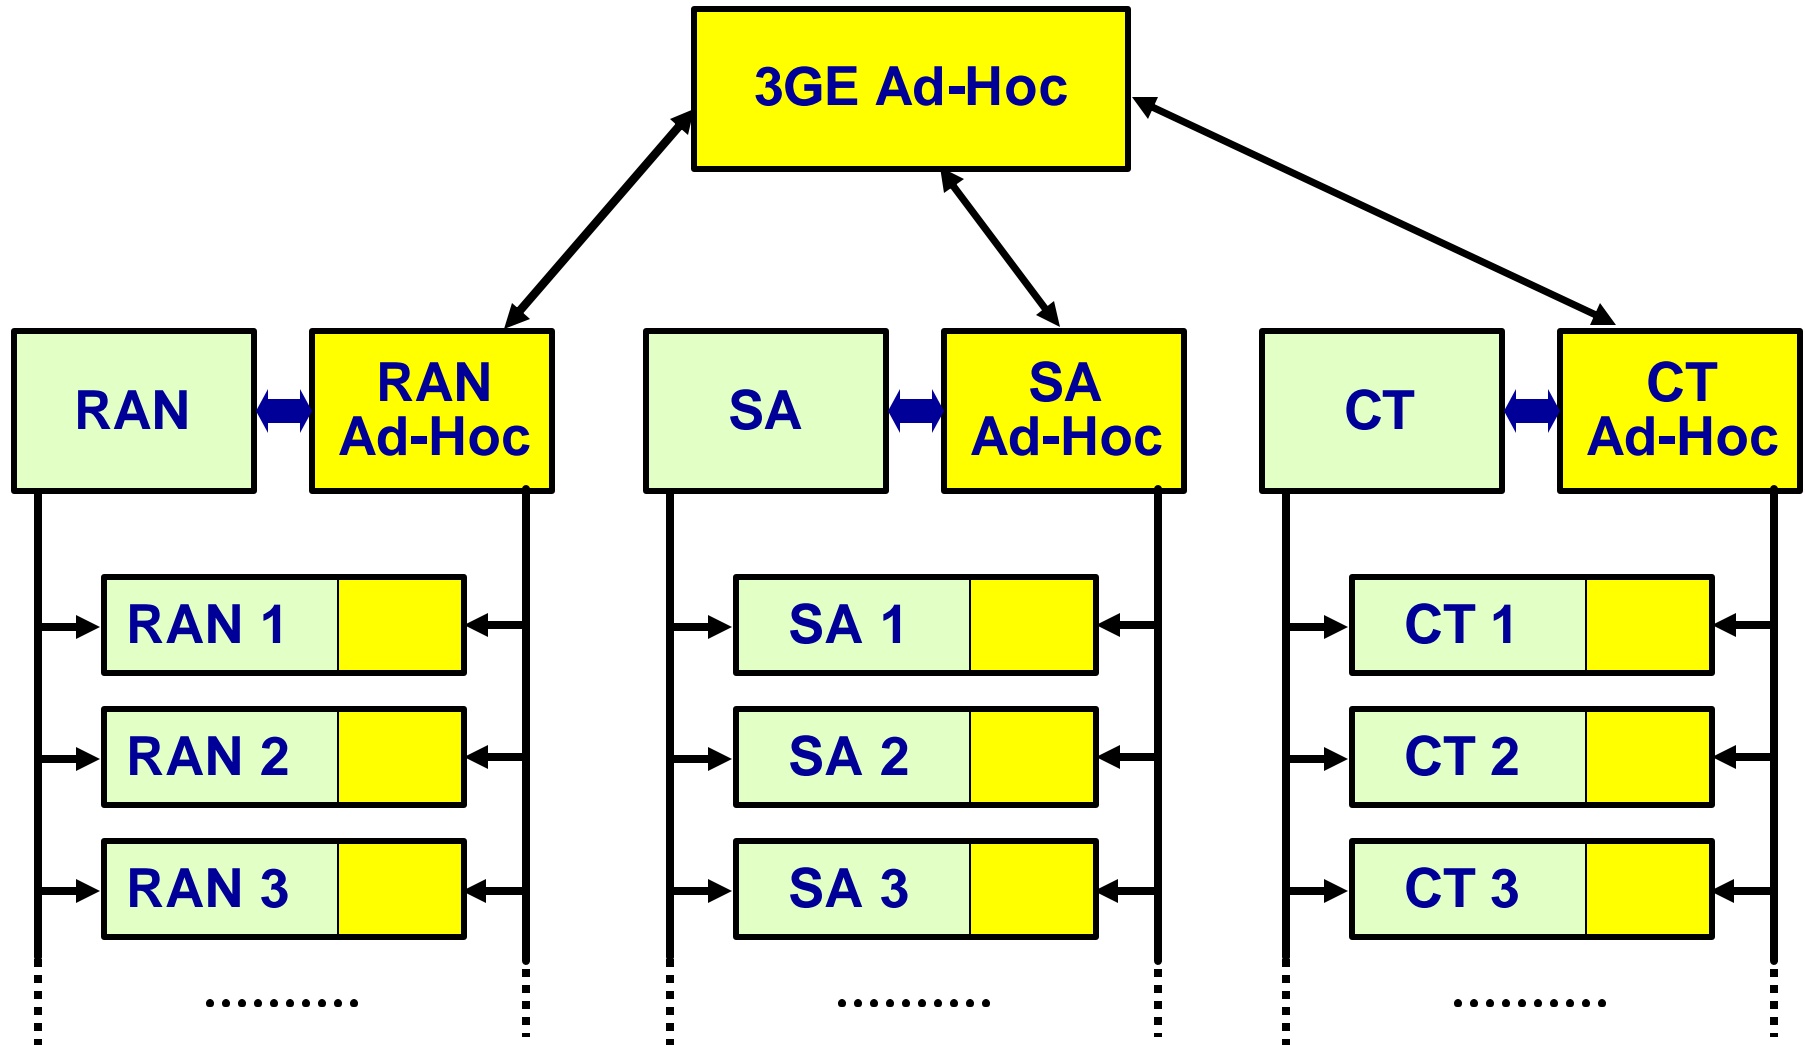 3GE Ad-Hoc
RAN
RAN
Ad-Hoc
SA
SA
Ad-Hoc
CT
CT
Ad-Hoc
RAN 1
SA 1
CT 1
RAN 2
SA 2
CT 2
RAN 3
SA 3
CT 3